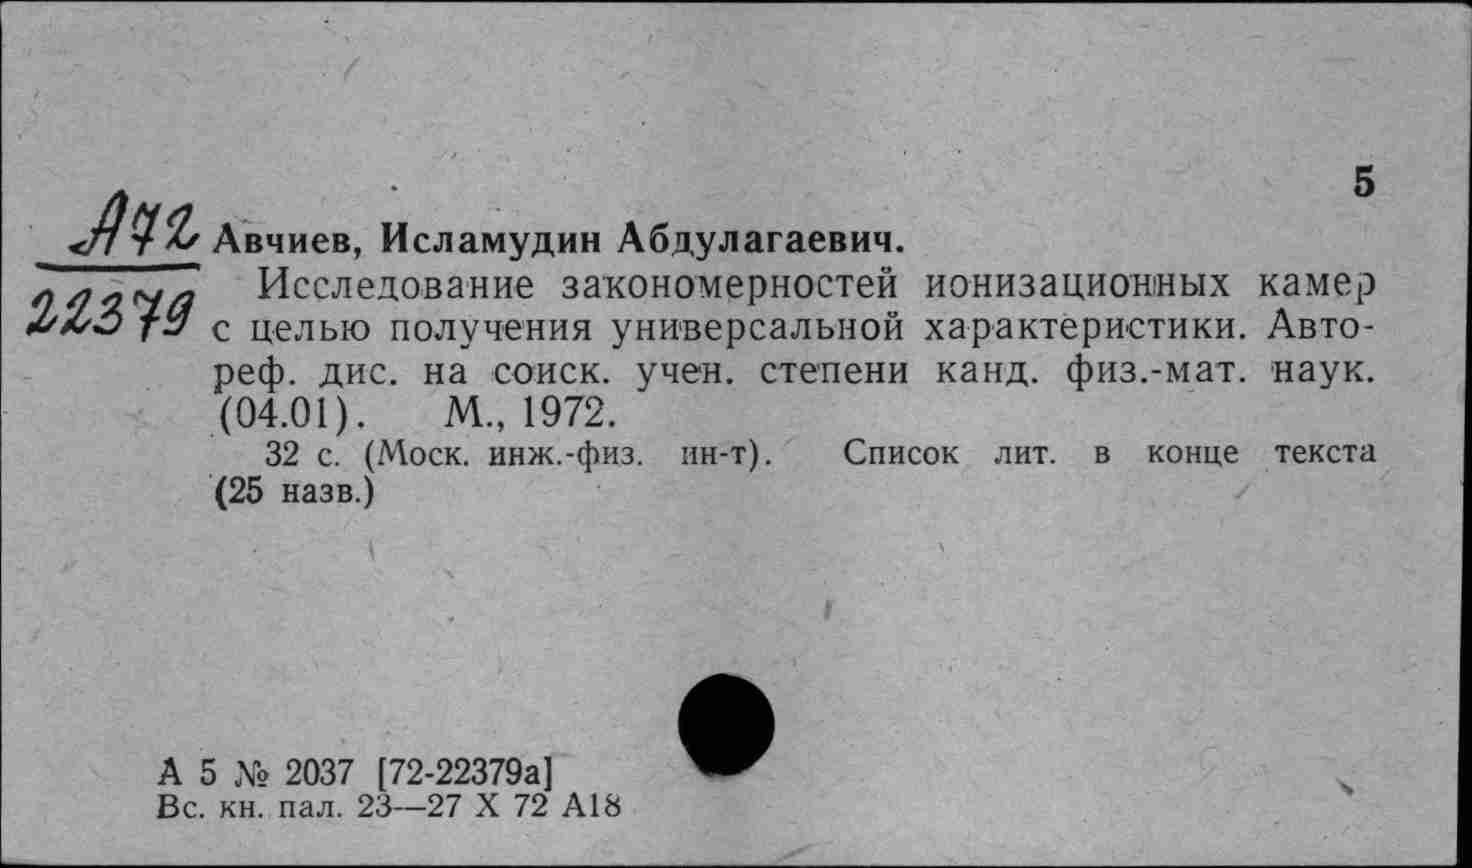 5
А72
22379
Авчиев, Исламудин Абдулагаевич.
Исследование закономерностей ионизационных камер
с целью получения универсальной характеристики. Авто-
реф. дис. на соиск. учен. степени канд. физ.-мат. наук.
(04.01). М., 1972.
32 с. (Моск. инж.-физ. ин-т). Список лит. в конце текста
(25 назв.)
А 5 № 2037 [72-22379а]
Вс. кн. пал. 23—27 X 72 А18